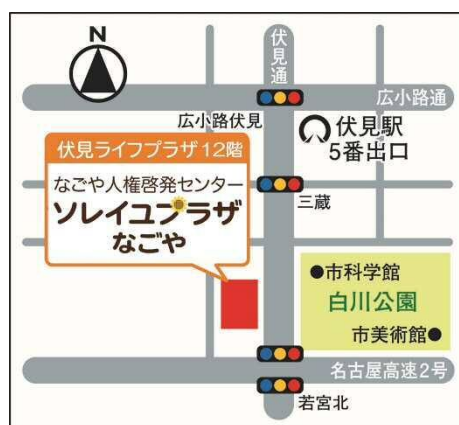 N
伏見通
広小路通
広小路伏見
伏見駅
5番出口
伏見ライフプラザ12階
なごや人権啓発センター
ソレイユプラザ
なごや
三蔵
●市科学館
白川公園
市美術館●
名古屋高速2号
若宮北